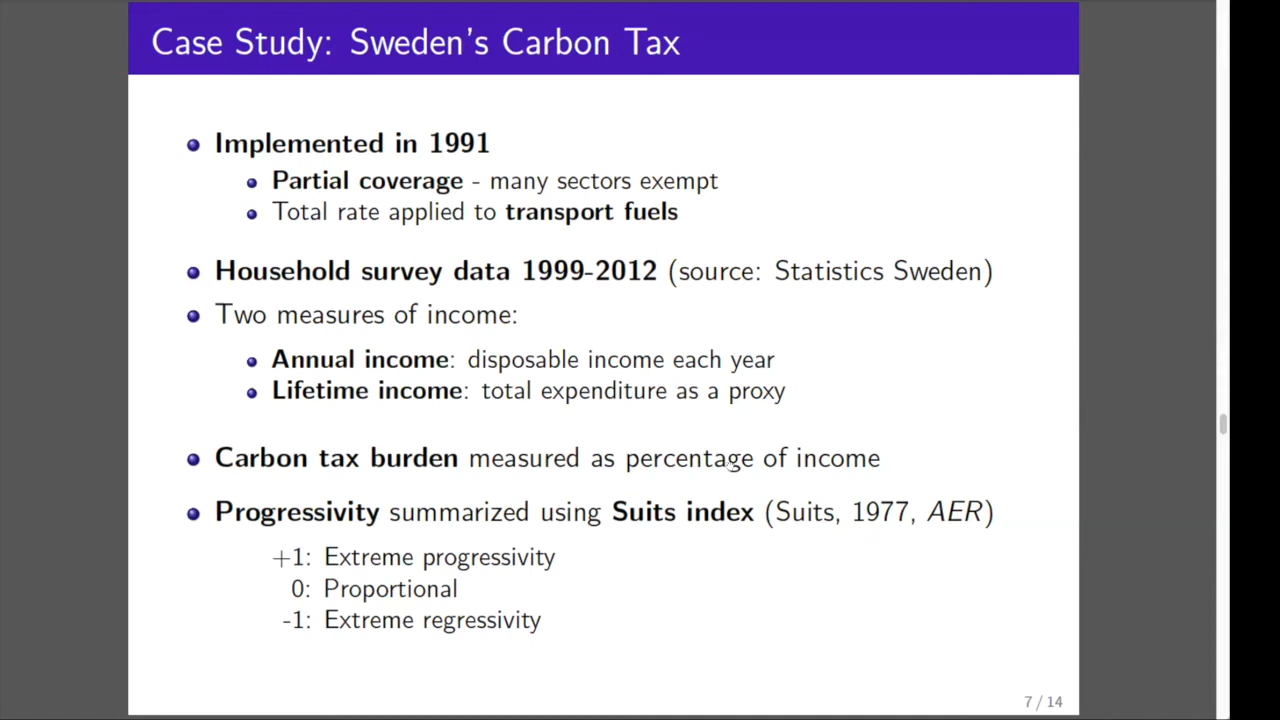 Case Study: Sweden's Carbon Tax
Implemented in 1991
Partial coverage - many sectors exempt
Total rate applied to transport fuels
Household survey data 1999-2012 (source: Statistics Sweden)
Two measures of income:
Annual income: disposable income each year
Lifetime income: total expenditure as a proxy
Carbon tax burden measured as percentage of income
Progressivity summarized using Suits index (Suits, 1977, AER)
+1: Extreme progressivity
0: Proportional
-1: Extreme regressivity
7 / 14